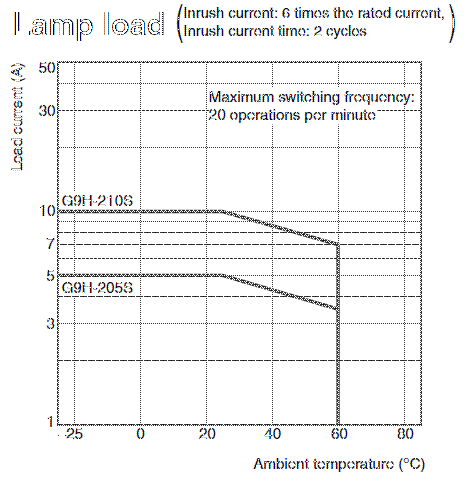 Lamp load (Inrush current: 6 times the rated current,
Inrush current time: 2 cycles)
Load current (A)
50
30
10
7
5
3
1
Maximum switching frequency:
20 operations per minute
G9H-210S
G9H-205S
-25 0 20 40 60 80
Ambient temperature (°C)